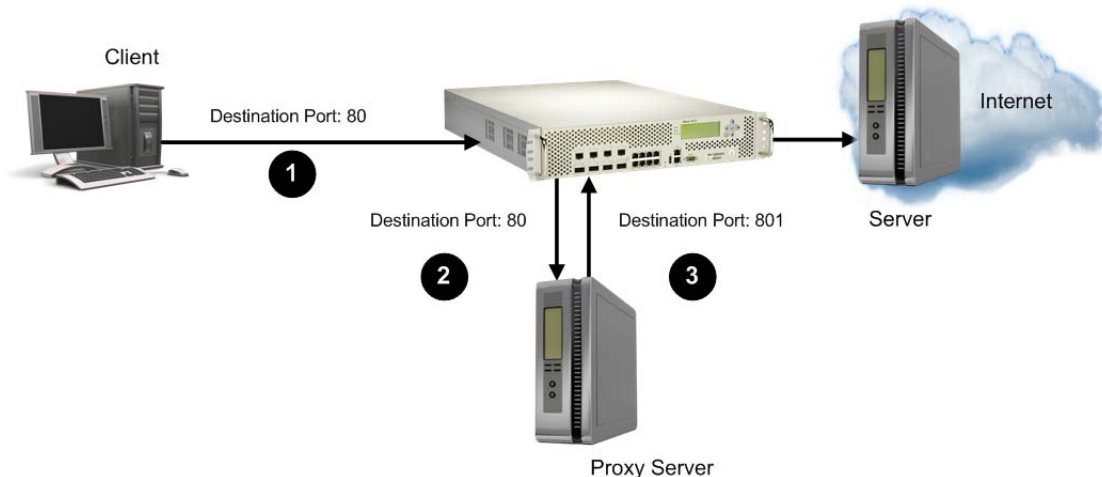 Client
Destination Port: 80
1
Internet
Server
Destination Port: 80
Destination Port: 801
2
3
Proxy Server